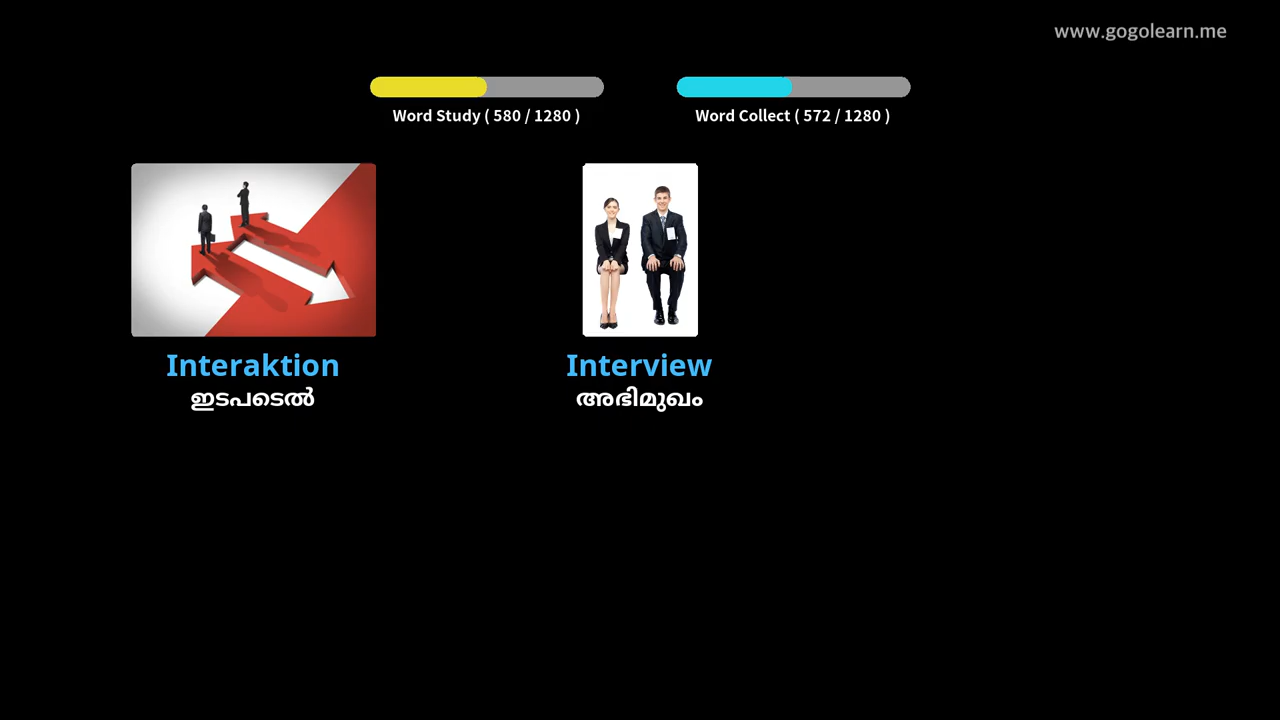 www.gogolearn.me
Word Study ( 580 / 1280 )
Word Collect ( 572 / 1280 )
Interaktion
ഇടപടെൽ
Interview
അഭിമുഖം